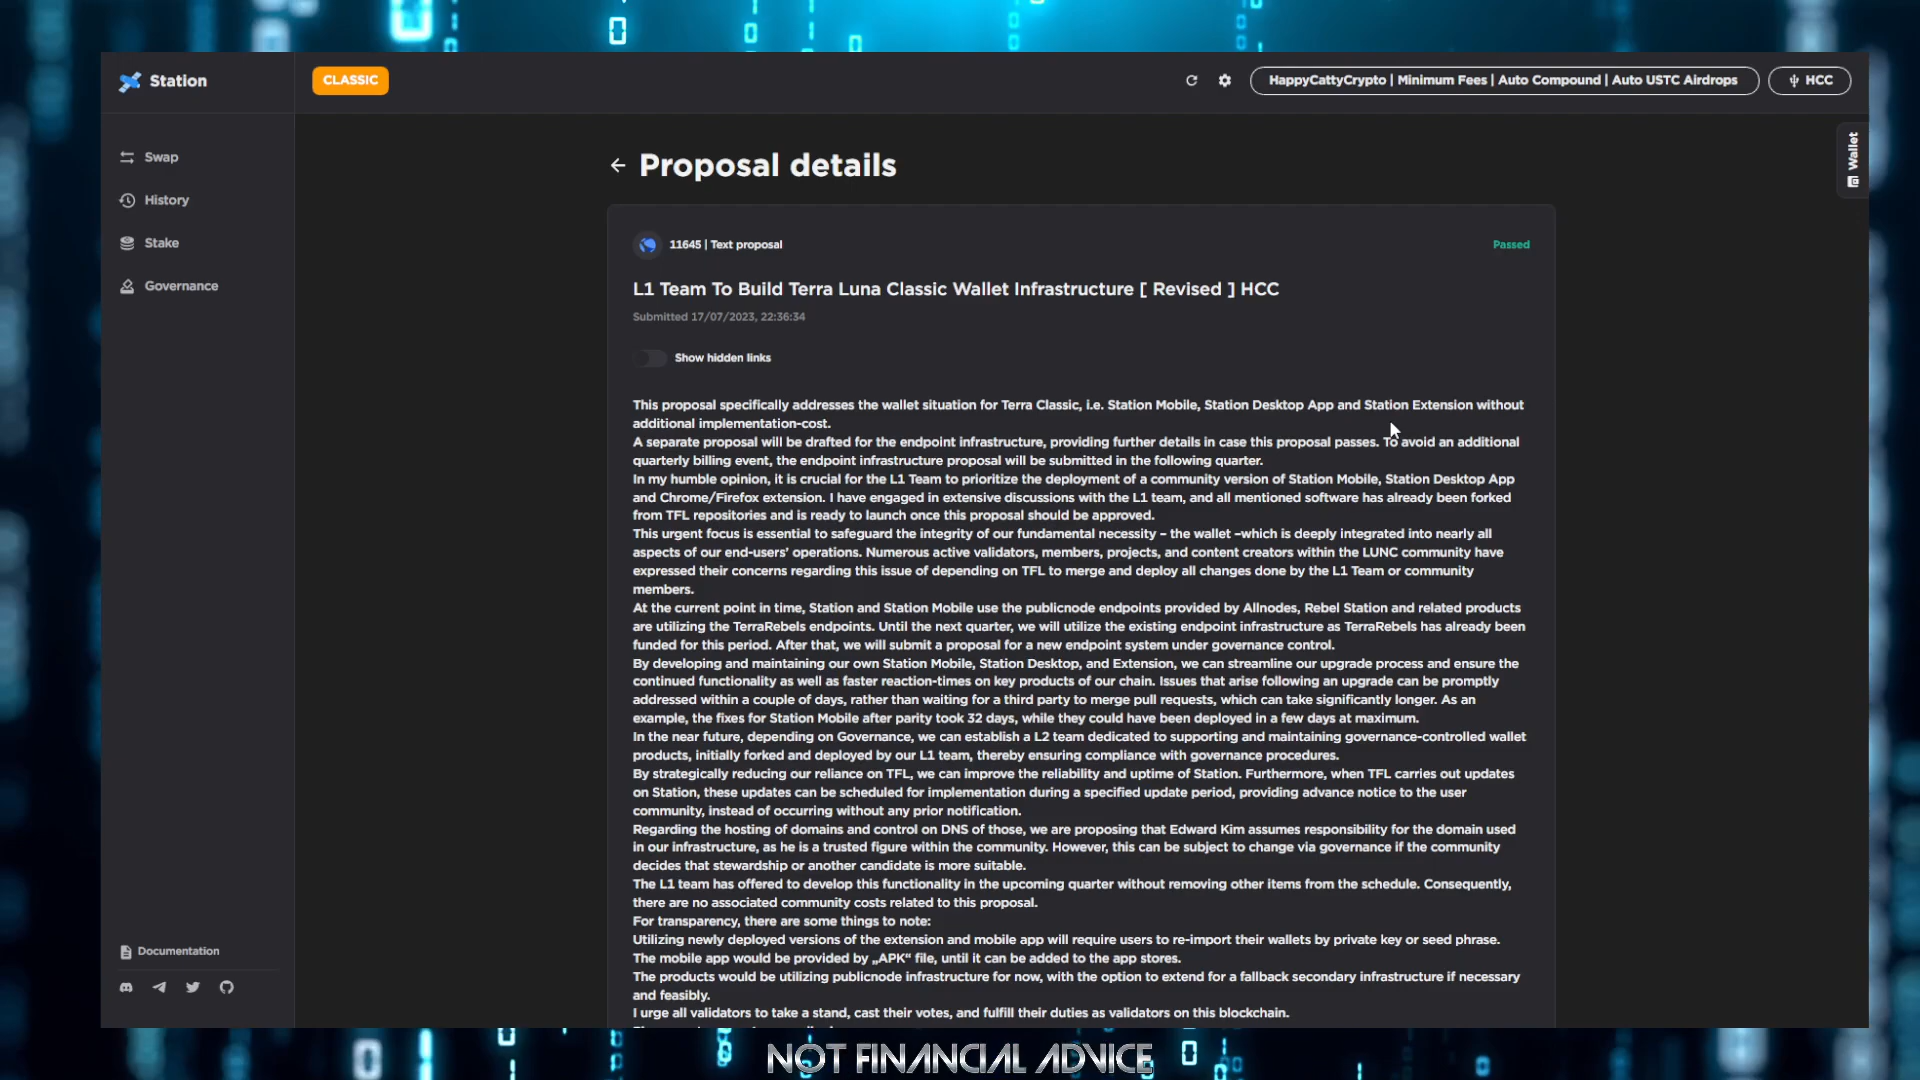 Station
CLASSIC
HappyCattyCrypto | Minimum Fees | Auto Compound | Auto USTC Airdrops
HCC
Swap
History
Stake
Governance
Wallet
Proposal details
11645 | Text proposal
Passed
L1 Team To Build Terra Luna Classic Wallet Infrastructure [ Revised ] HCC
Submitted 17/07/2023, 22:36:34
Show hidden links
This proposal specifically addresses the wallet situation for Terra Classic, i.e. Station Mobile, Station Desktop App and Station Extension without
additional implementation-cost.
A separate proposal will be drafted for the endpoint infrastructure, providing further details in case this proposal passes. To avoid an additional
quarterly billing event, the endpoint infrastructure proposal will be submitted in the following quarter.
In my humble opinion, it is crucial for the L1 Team to prioritize the deployment of a community version of Station Mobile, Station Desktop App
and Chrome/Firefox extension. I have engaged in extensive discussions with the L1 team, and all mentioned software has already been forked
from TFL repositories and is ready to launch once this proposal should be approved.
This urgent focus is essential to safeguard the integrity of our fundamental necessity – the wallet –which is deeply integrated into nearly all
aspects of our end-users’ operations. Numerous active validators, members, projects, and content creators within the LUNC community have
expressed their concerns regarding this issue of depending on TFL to merge and deploy all changes done by the L1 Team or community
members.
At the current point in time, Station and Station Mobile use the publicnode endpoints provided by Allnodes, Rebel Station and related products
are utilizing the TerraRebels endpoints. Until the next quarter, we will utilize the existing endpoint infrastructure as TerraRebels has already been
funded for this period. After that, we will submit a proposal for a new endpoint system under governance control.
By developing and maintaining our own Station Mobile, Station Desktop, and Extension, we can streamline our upgrade process and ensure the
continued functionality as well as faster reaction-times on key products of our chain. Issues that arise following an upgrade can be promptly
addressed within a couple of days, rather than waiting for a third party to merge pull requests, which can take significantly longer. As an
example, the fixes for Station Mobile after parity took 32 days, while they could have been deployed in a few days at maximum.
In the near future, depending on Governance, we can establish a L2 team dedicated to supporting and maintaining governance-controlled wallet
products, initially forked and deployed by our L1 team, thereby ensuring compliance with governance procedures.
By strategically reducing our reliance on TFL, we can improve the reliability and uptime of Station. Furthermore, when TFL carries out updates
on Station, these updates can be scheduled for implementation during a specified update period, providing advance notice to the user
community, instead of occurring without any prior notification.
Regarding the hosting of domains and control on DNS of those, we are proposing that Edward Kim assumes responsibility for the domain used
in our infrastructure, as he is a trusted figure within the community. However, this can be subject to change via governance if the community
decides that stewardship or another candidate is more suitable.
The L1 team has offered to develop this functionality in the upcoming quarter without removing other items from the schedule. Consequently,
there are no associated community costs related to this proposal.
For transparency, there are some things to note:
Utilizing newly deployed versions of the extension and mobile app will require users to re-import their wallets by private key or seed phrase.
The mobile app would be provided by „APK“ file, until it can be added to the app stores.
The products would be utilizing publicnode infrastructure for now, with the option to extend for a fallback secondary infrastructure if necessary
and feasibly.
I urge all validators to take a stand, cast their votes, and fulfill their duties as validators on this blockchain.
Documentation
NOT FINANCIAL ADVICE